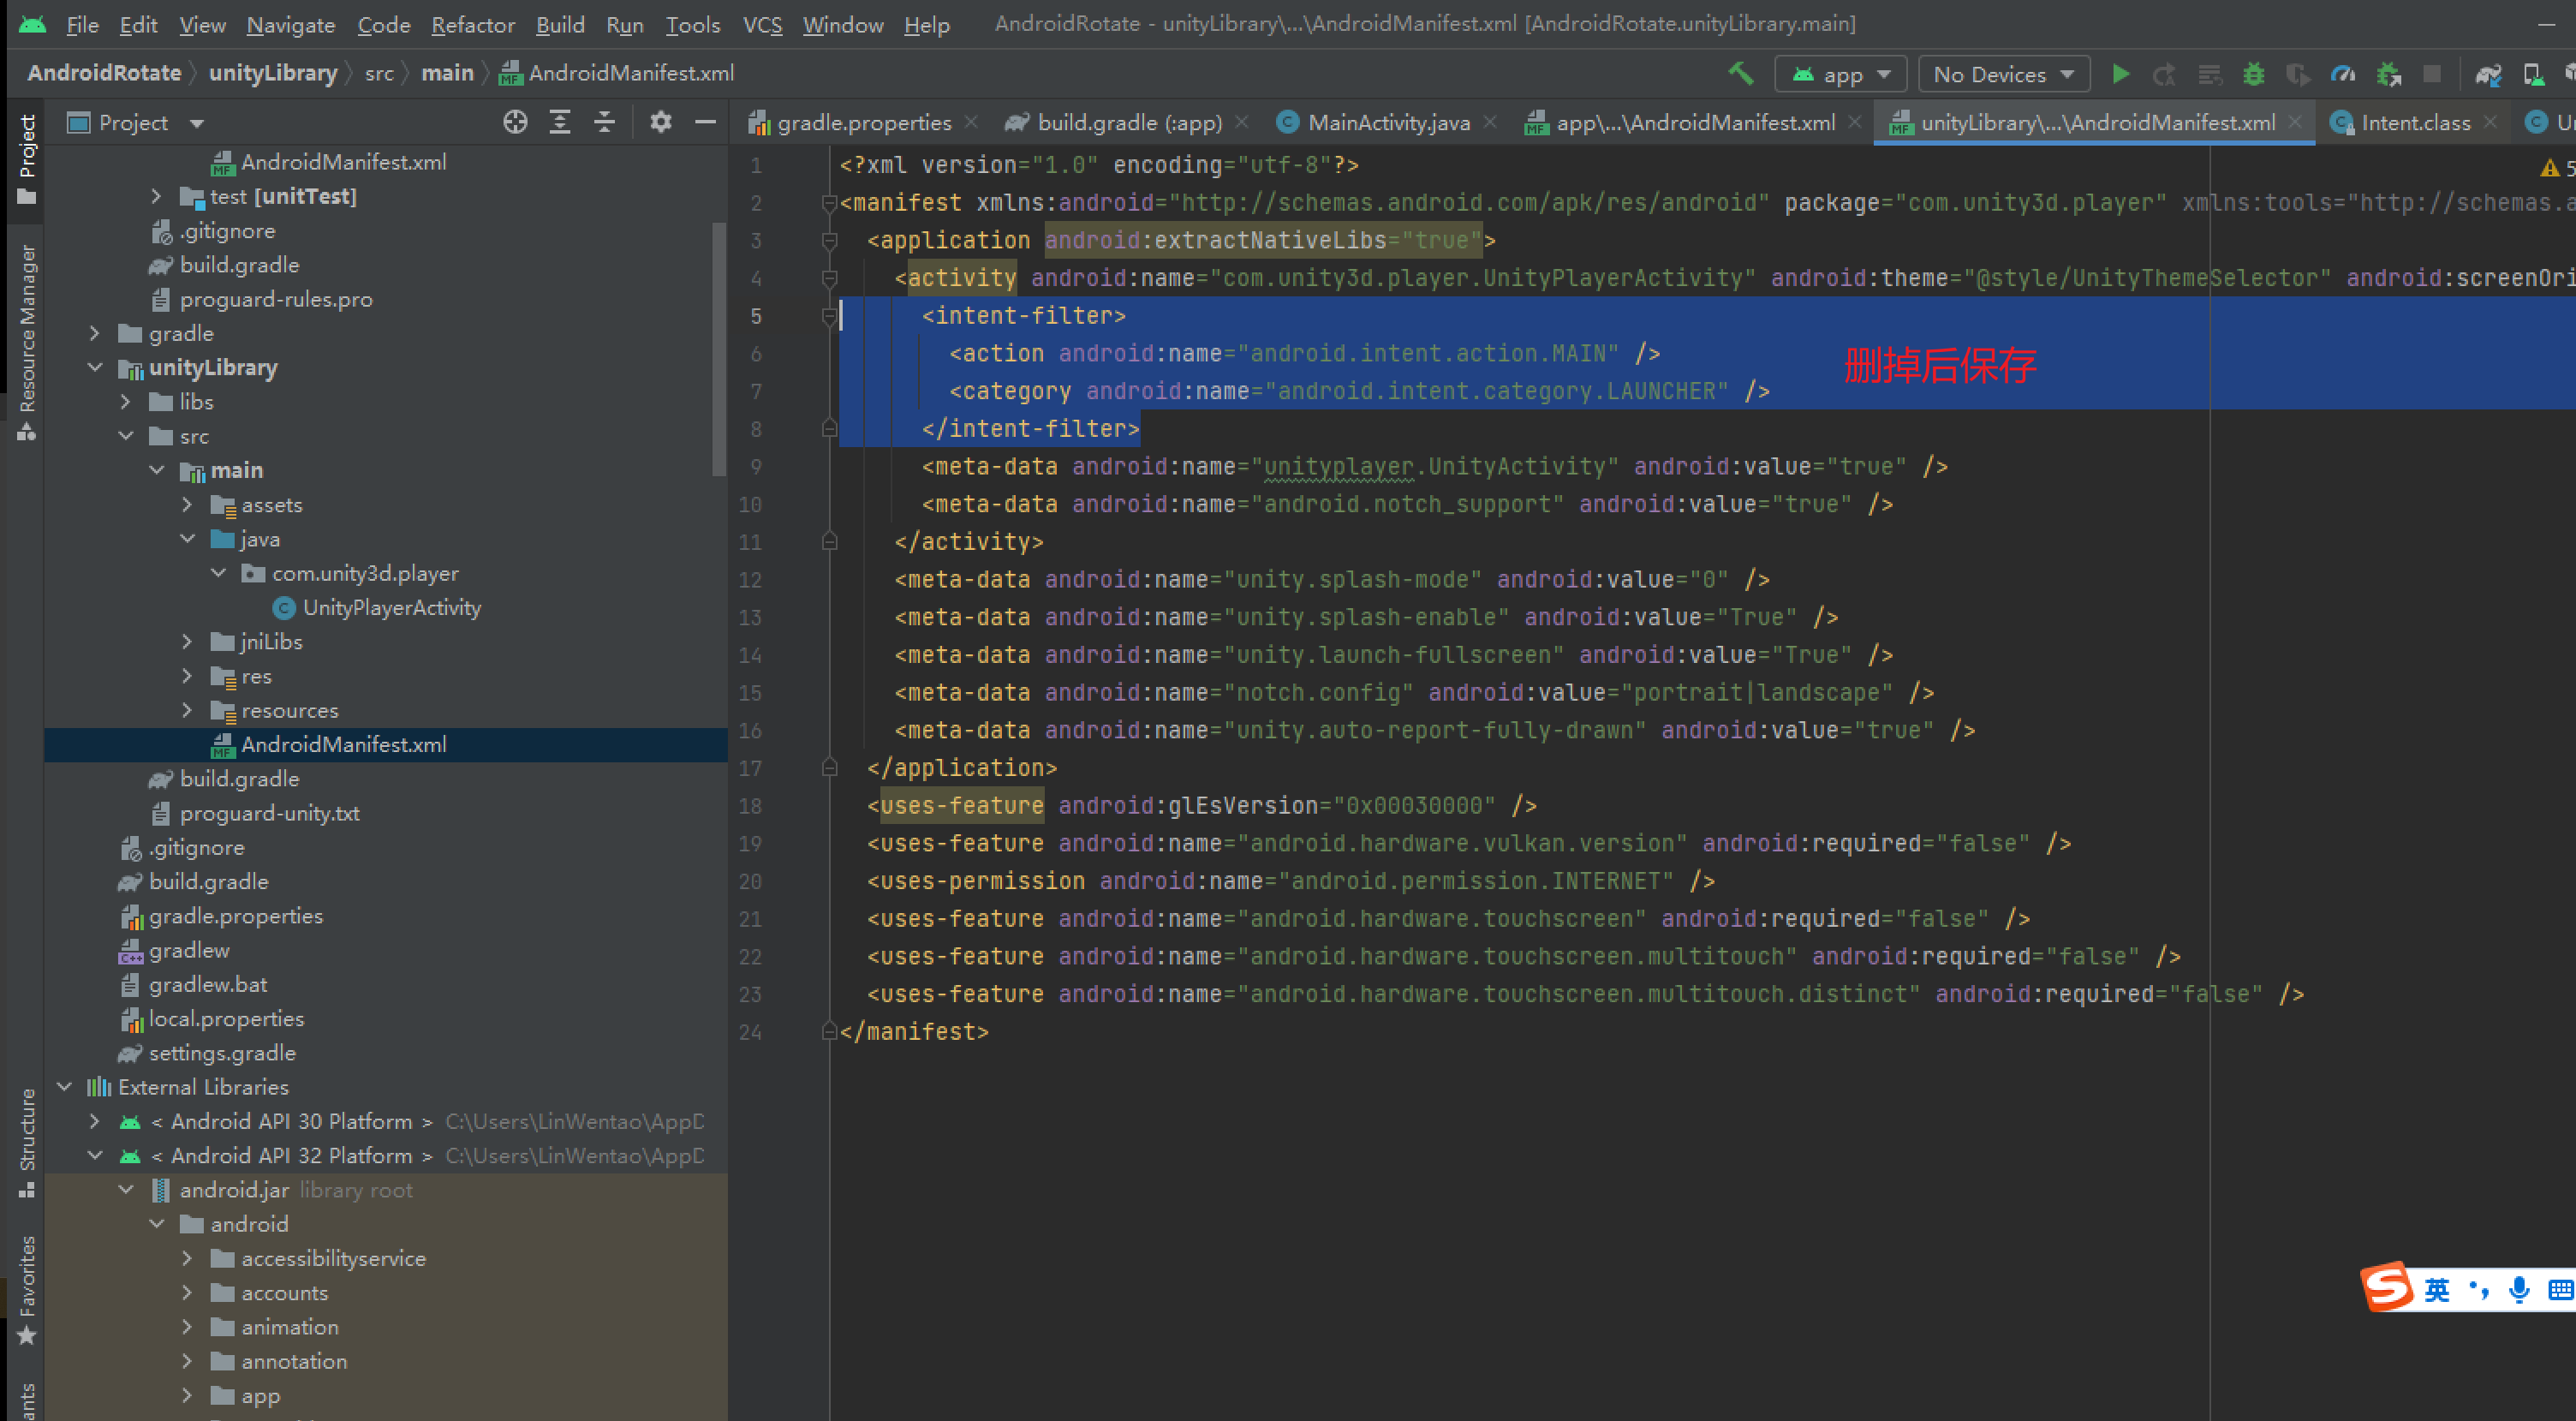 File Edit View Navigate Code Refactor Build Run Tools VCS Window Help AndroidRotate - unityLibrary\...\AndroidManifest.xml [AndroidRotate.unityLibrary.main]
AndroidRotate unityLibrary src main AndroidManifest.xml app No Devices
Project
gradle.properties build.gradle (:app) MainActivity.java app\...\AndroidManifest.xml unityLibrary\...\AndroidManifest.xml Intent.class
Project
Resource Manager
Structure
Favorites
AndroidManifest.xml
test [unitTest]
.gitignore
build.gradle
proguard-rules.pro
gradle
unityLibrary
libs
src
main
assets
java
com.unity3d.player
UnityPlayerActivity
jniLibs
res
resources
AndroidManifest.xml
build.gradle
proguard-unity.txt
.gitignore
build.gradle
gradle.properties
gradlew
gradlew.bat
local.properties
settings.gradle
External Libraries
< Android API 30 Platform > C:\Users\LinWentao\AppD
< Android API 32 Platform > C:\Users\LinWentao\AppD
android.jar library root
android
accessibilityservice
accounts
animation
annotation
app
1 <?xml version="1.0" encoding="utf-8"?>
2 <manifest xmlns:android="http://schemas.android.com/apk/res/android" package="com.unity3d.player" xmlns:tools="http://schemas.a
3 <application android:extractNativeLibs="true">
4 <activity android:name="com.unity3d.player.UnityPlayerActivity" android:theme="@style/UnityThemeSelector" android:screenOri
5 <intent-filter>
6 <action android:name="android.intent.action.MAIN" />
7 <category android:name="android.intent.category.LAUNCHER" />
删掉后保存
8 </intent-filter>
9 <meta-data android:name="unityplayer.UnityActivity" android:value="true" />
10 <meta-data android:name="android.notch_support" android:value="true" />
11 </activity>
12 <meta-data android:name="unity.splash-mode" android:value="0" />
13 <meta-data android:name="unity.splash-enable" android:value="True" />
14 <meta-data android:name="unity.launch-fullscreen" android:value="True" />
15 <meta-data android:name="notch.config" android:value="portrait|landscape" />
16 <meta-data android:name="unity.auto-report-fully-drawn" android:value="true" />
17 </application>
18 <uses-feature android:glEsVersion="0x00030000" />
19 <uses-feature android:name="android.hardware.vulkan.version" android:required="false" />
20 <uses-permission android:name="android.permission.INTERNET" />
21 <uses-feature android:name="android.hardware.touchscreen" android:required="false" />
22 <uses-feature android:name="android.hardware.touchscreen.multitouch" android:required="false" />
23 <uses-feature android:name="android.hardware.touchscreen.multitouch.distinct" android:required="false" />
24 </manifest>
英